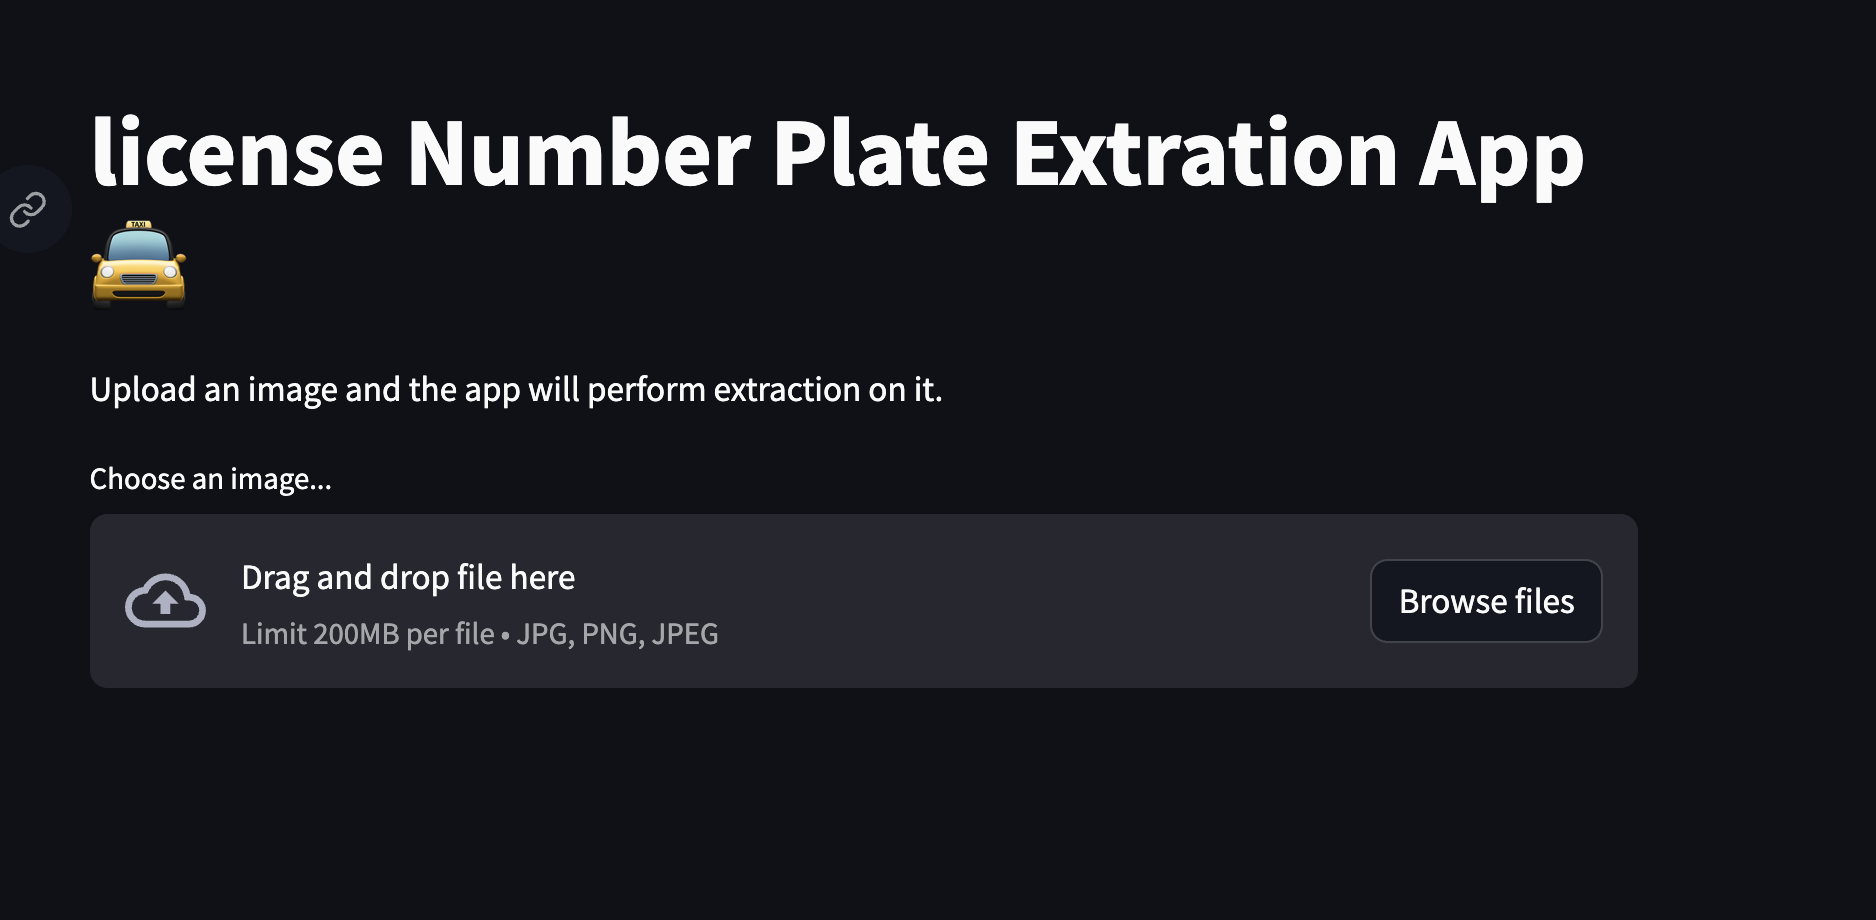 license Number Plate Extration App
TAXI
Upload an image and the app will perform extraction on it.
Choose an image...
Drag and drop file here
Limit 200MB per file • JPG, PNG, JPEG
Browse files